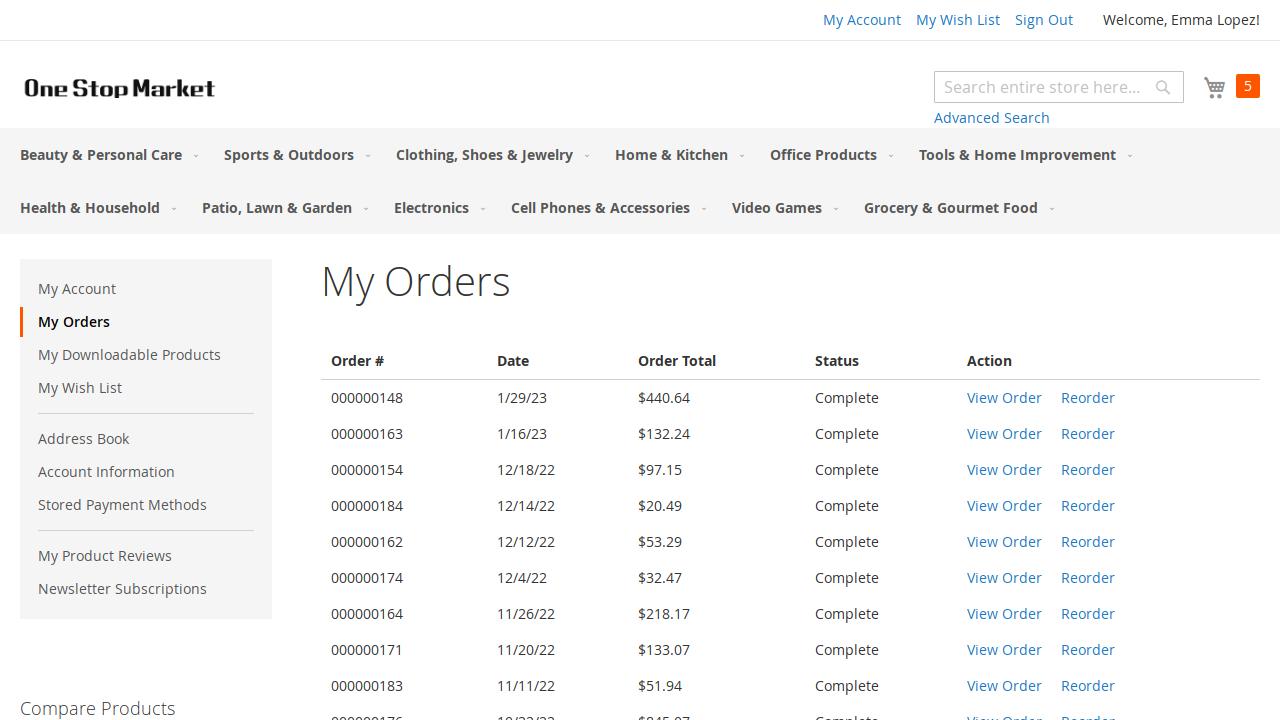 My Account My Wish List Sign Out Welcome, Emma Lopez!
One Stop Market
Search entire store here...
5
Advanced Search
Beauty & Personal Care Sports & Outdoors Clothing, Shoes & Jewelry Home & Kitchen Office Products Tools & Home Improvement
Health & Household Patio, Lawn & Garden Electronics Cell Phones & Accessories Video Games Grocery & Gourmet Food
My Account
My Orders
My Downloadable Products
My Wish List
Address Book
Account Information
Stored Payment Methods
My Product Reviews
Newsletter Subscriptions
Compare Products
My Orders
Order # Date Order Total Status Action
000000148 1/29/23 $440.64 Complete View Order Reorder
000000163 1/16/23 $132.24 Complete View Order Reorder
000000154 12/18/22 $97.15 Complete View Order Reorder
000000184 12/14/22 $20.49 Complete View Order Reorder
000000162 12/12/22 $53.29 Complete View Order Reorder
000000174 12/4/22 $32.47 Complete View Order Reorder
000000164 11/26/22 $218.17 Complete View Order Reorder
000000171 11/20/22 $133.07 Complete View Order Reorder
000000183 11/11/22 $51.94 Complete View Order Reorder